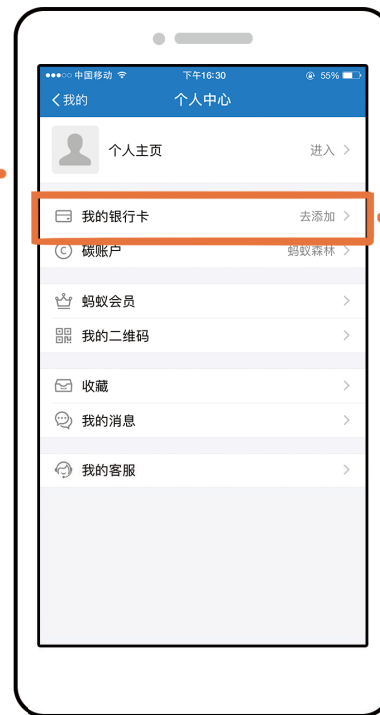 中国移动 下午16:30 55%
我的 个人中心
个人主页 进入
我的银行卡 去添加
碳账户 蚂蚁森林
蚂蚁会员
我的二维码
收藏
我的消息
我的客服